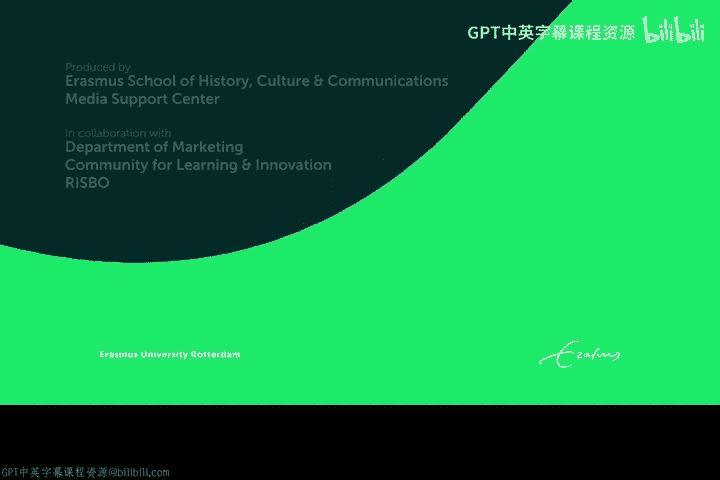 GPT中英字幕课程资源 bilibili
Produced by
Erasmus School of History, Culture & Communications
Media Support Center
In collaboration with
Department of Marketing
Community for Learning & Innovation
RISBO
Erasmus University Rotterdam
Erasmus
GPT中英字幕课程资源@bilibili.com